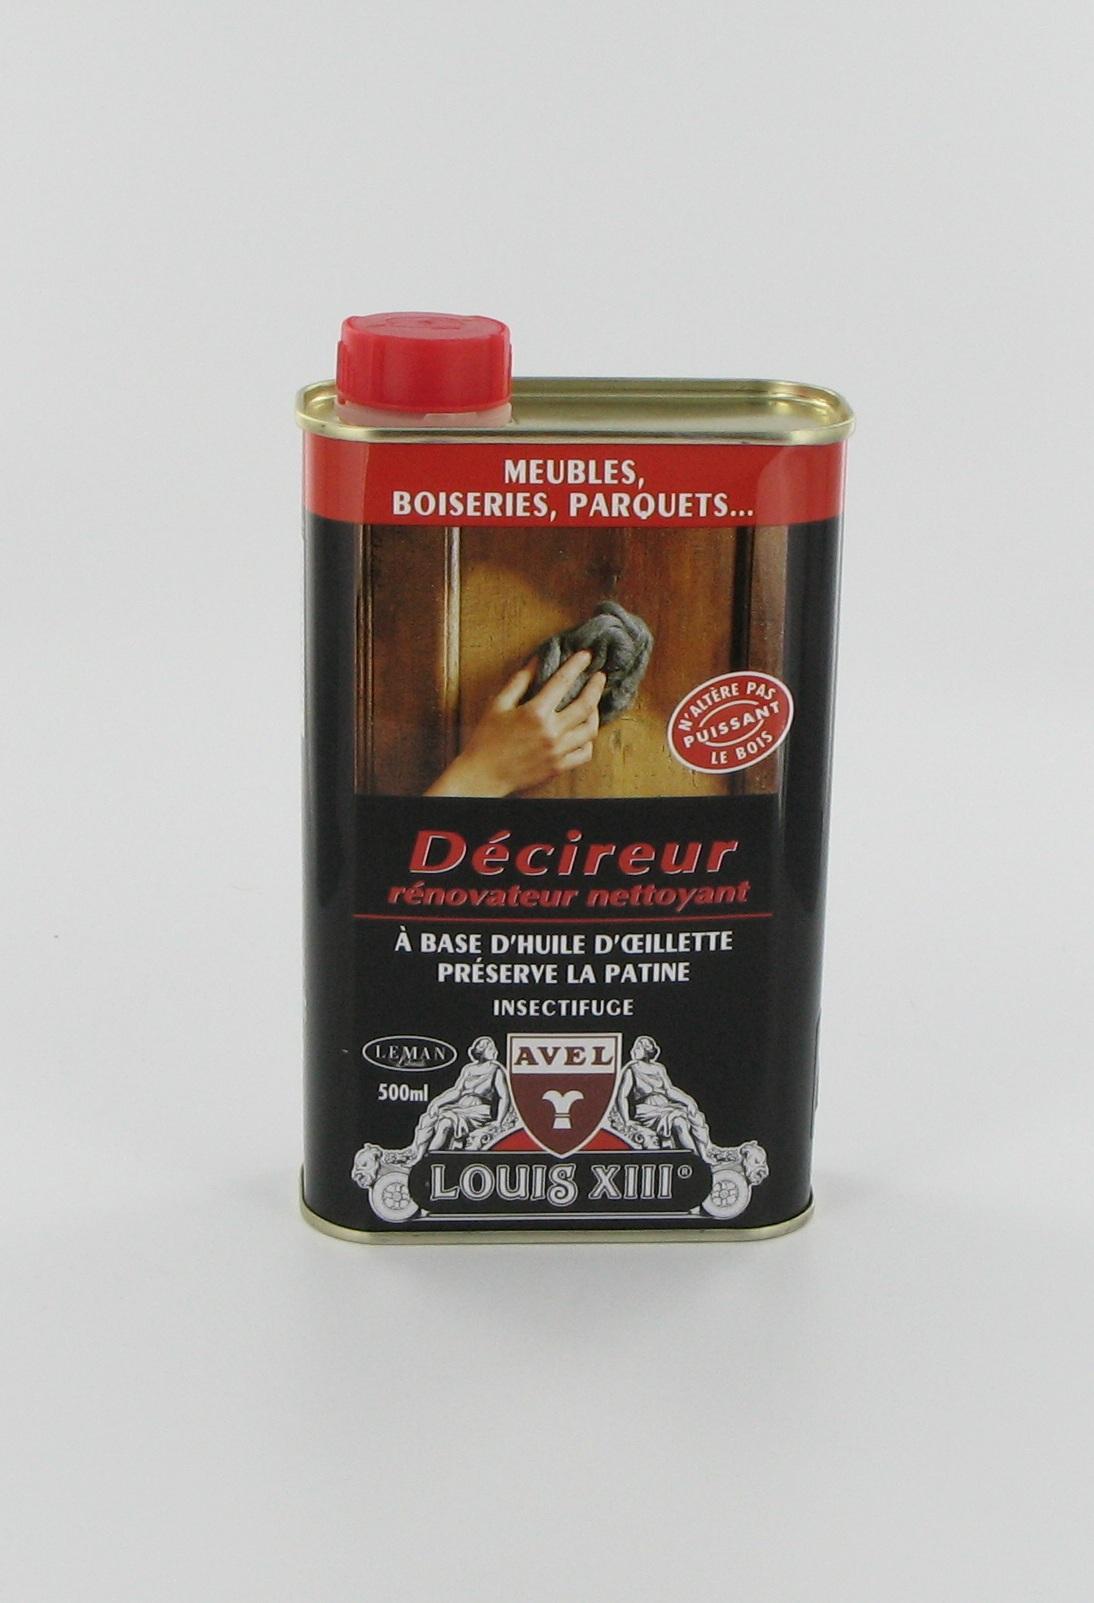 MEUBLES,
BOISERIES, PARQUETS...
N'ALTÈRE PAS
PUISSANT
LE BOIS
Décireur
rénovateur nettoyant
À BASE D'HUILE D'ŒILLETTE
PRÉSERVE LA PATINE
INSECTIFUGE
LEMAN
AVEL
500ml
LOUIS XIII®